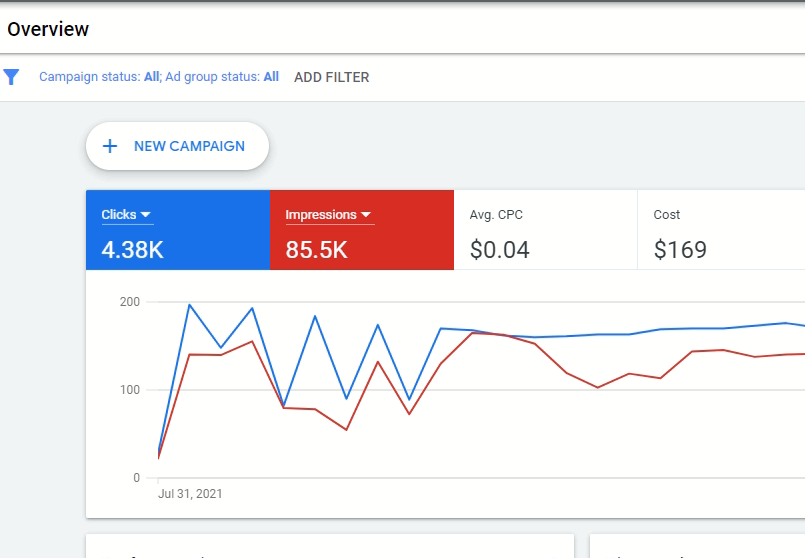 Overview
Campaign status: All; Ad group status: All ADD FILTER
+ NEW CAMPAIGN
Clicks Impressions Avg. CPC Cost
4.38K 85.5K $0.04 $169
200
100
0
Jul 31, 2021